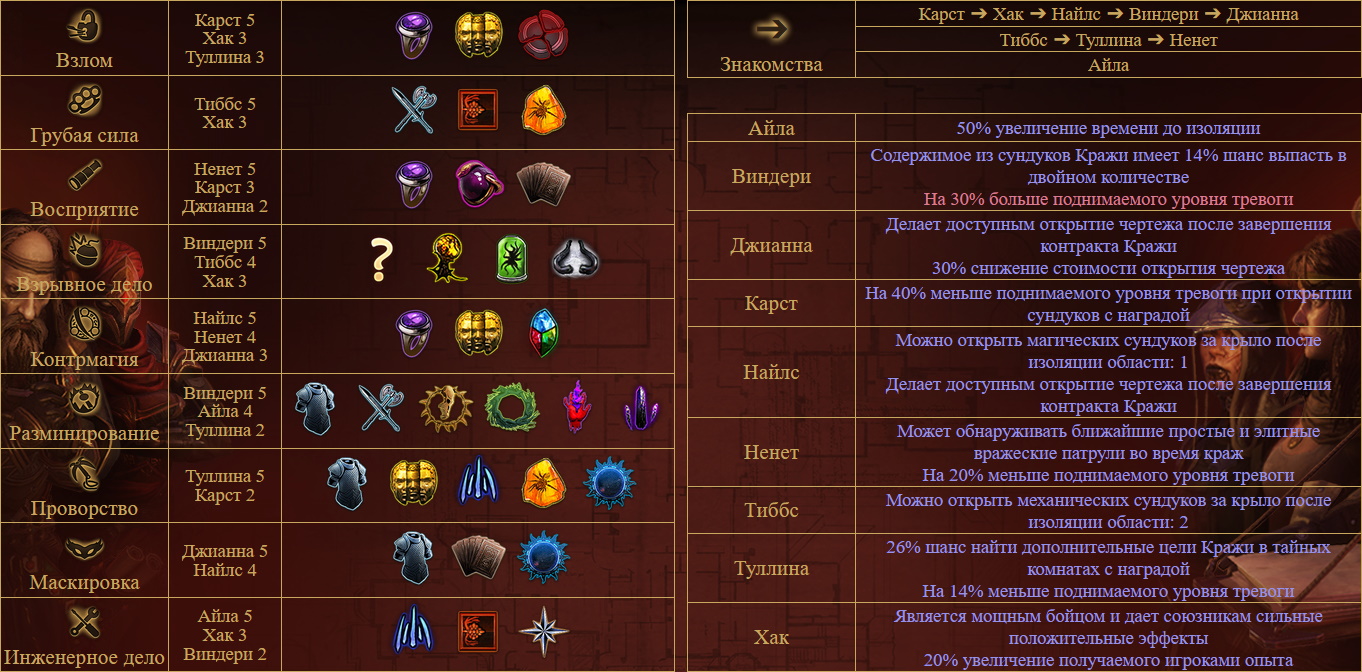 Взлом
Карст 5
Хак 3
Туллина 3
Грубая сила
Тиббс 5
Хак 3
Восприятие
Ненет 5
Карст 3
Джианна 2
Взрывное дело
Виндери 5
Тиббс 4
Хак 3
?
Контрмагия
Найлс 5
Ненет 4
Джианна 3
Разминирование
Виндери 5
Айла 4
Туллина 2
Проворство
Туллина 5
Карст 2
Маскировка
Джианна 5
Найлс 4
Инженерное дело
Айла 5
Хак 3
Виндери 2
Знакомства
Карст ➔ Хак ➔ Найлс ➔ Виндери ➔ Джианна
Тиббс ➔ Туллина ➔ Ненет
Айла
Айла
50% увеличение времени до изоляции
Виндери
Содержимое из сундуков Кражи имеет 14% шанс выпасть в
двойном количестве
На 30% больше поднимаемого уровня тревоги
Джианна
Делает доступным открытие чертежа после завершения
контракта Кражи
30% снижение стоимости открытия чертежа
Карст
На 40% меньше поднимаемого уровня тревоги при открытии
сундуков с наградой
Найлс
Можно открыть магических сундуков за крыло после
изоляции области: 1
Делает доступным открытие чертежа после завершения
контракта Кражи
Ненет
Может обнаруживать ближайшие простые и элитные
вражеские патрули во время краж
На 20% меньше поднимаемого уровня тревоги
Тиббс
Можно открыть механических сундуков за крыло после
изоляции области: 2
Туллина
26% шанс найти дополнительные цели Кражи в тайных
комнатах с наградой
На 14% меньше поднимаемого уровня тревоги
Хак
Является мощным бойцом и дает союзникам сильные
положительные эффекты
20% увеличение получаемого игроками опыта